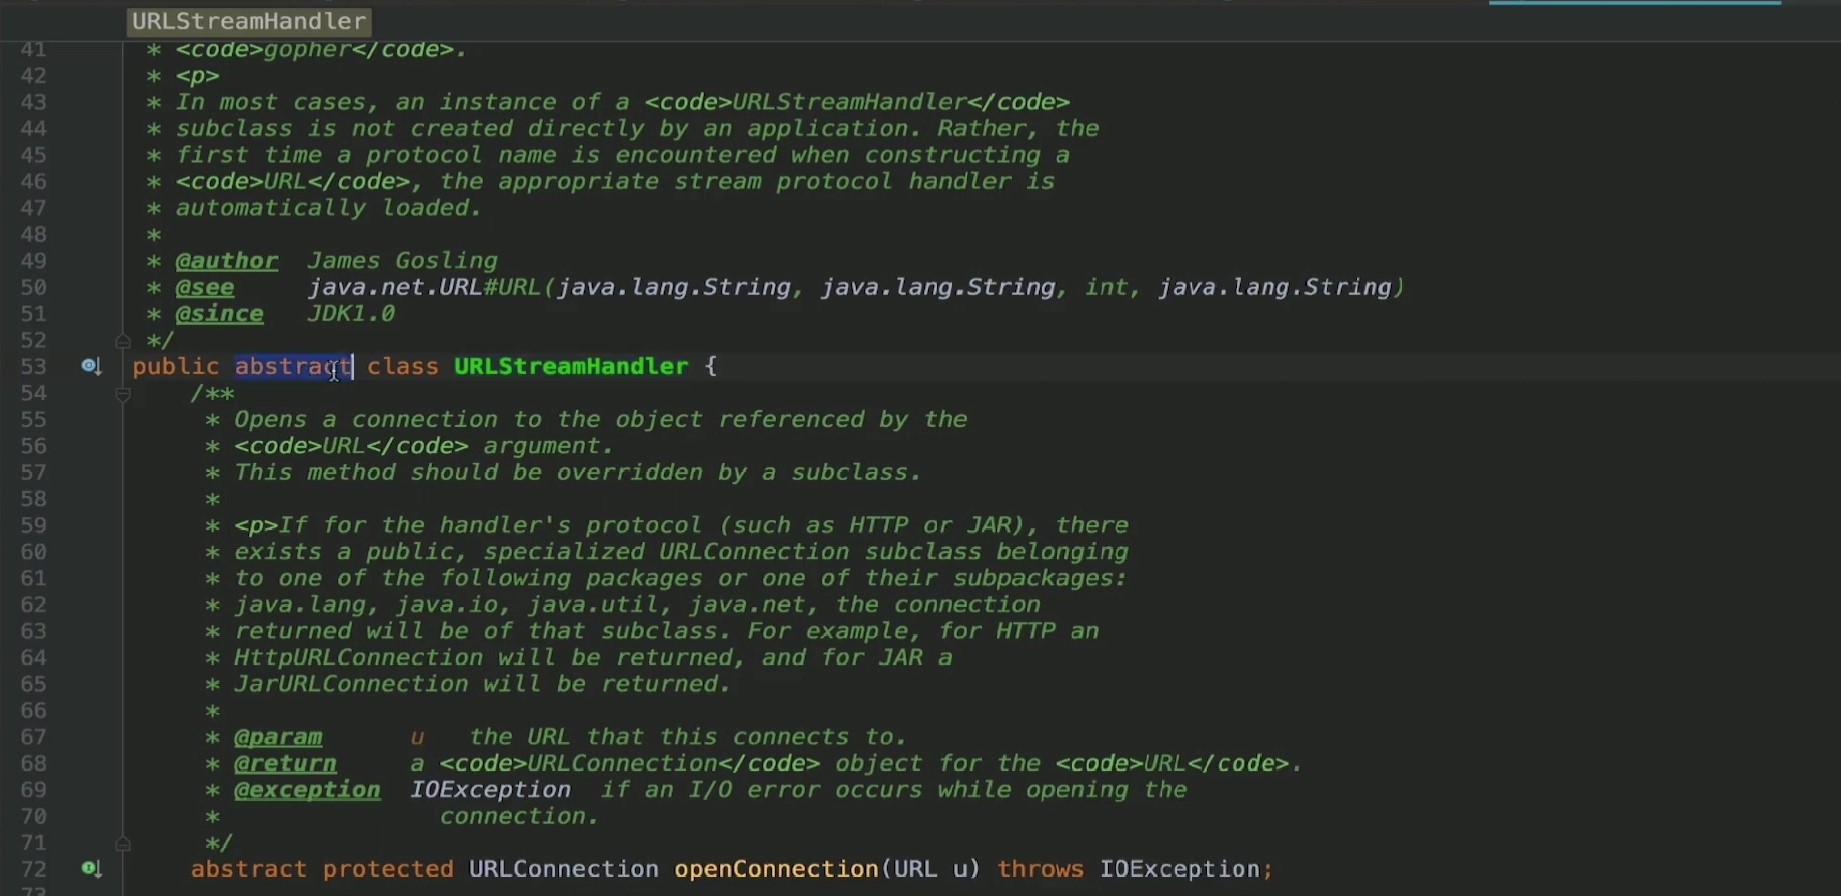 URLStreamHandler
41 * <code>gopher</code>.
42 * <p>
43 * In most cases, an instance of a <code>URLStreamHandler</code>
44 * subclass is not created directly by an application. Rather, the
45 * first time a protocol name is encountered when constructing a
46 * <code>URL</code>, the appropriate stream protocol handler is
47 * automatically loaded.
48 *
49 * @author  James Gosling
50 * @see     java.net.URL#URL(java.lang.String, java.lang.String, int, java.lang.String)
51 * @since   JDK1.0
52 */
53 public abstract class URLStreamHandler {
54     /**
55      * Opens a connection to the object referenced by the
56      * <code>URL</code> argument.
57      * This method should be overridden by a subclass.
58      *
59      * <p>If for the handler's protocol (such as HTTP or JAR), there
60      * exists a public, specialized URLConnection subclass belonging
61      * to one of the following packages or one of their subpackages:
62      * java.lang, java.io, java.util, java.net, the connection
63      * returned will be of that subclass. For example, for HTTP an
64      * HttpURLConnection will be returned, and for JAR a
65      * JarURLConnection will be returned.
66      *
67      * @param      u   the URL that this connects to.
68      * @return     a <code>URLConnection</code> object for the <code>URL</code>.
69      * @exception  IOException  if an I/O error occurs while opening the
70      *               connection.
71      */
72     abstract protected URLConnection openConnection(URL u) throws IOException;
73